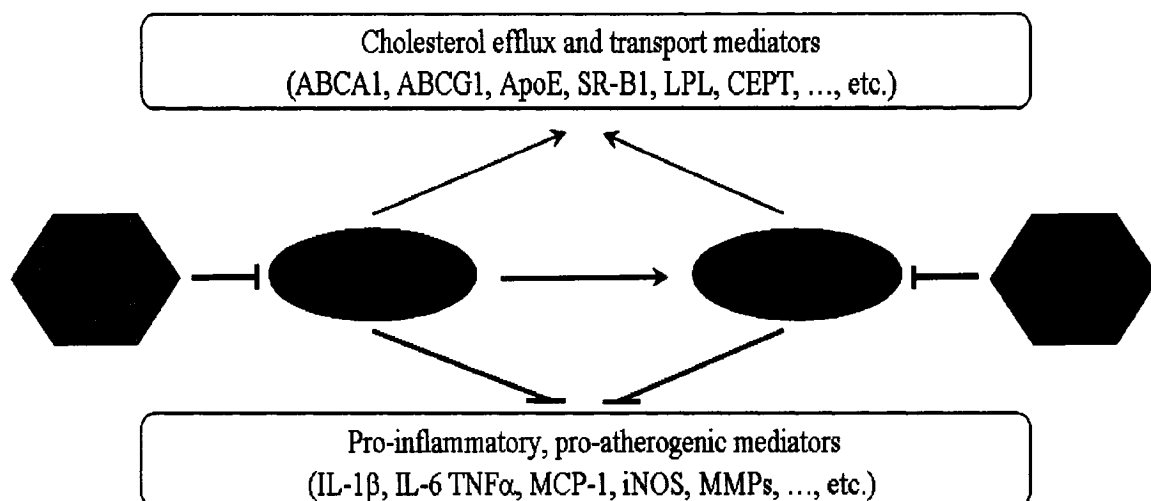 Cholesterol efflux and transport mediators
(ABCA1, ABCG1, ApoE, SR-B1, LPL, CEPT, ..., etc.)
Pro-inflammatory, pro-atherogenic mediators
(IL-1β, IL-6 TNFα, MCP-1, iNOS, MMPs, ..., etc.)